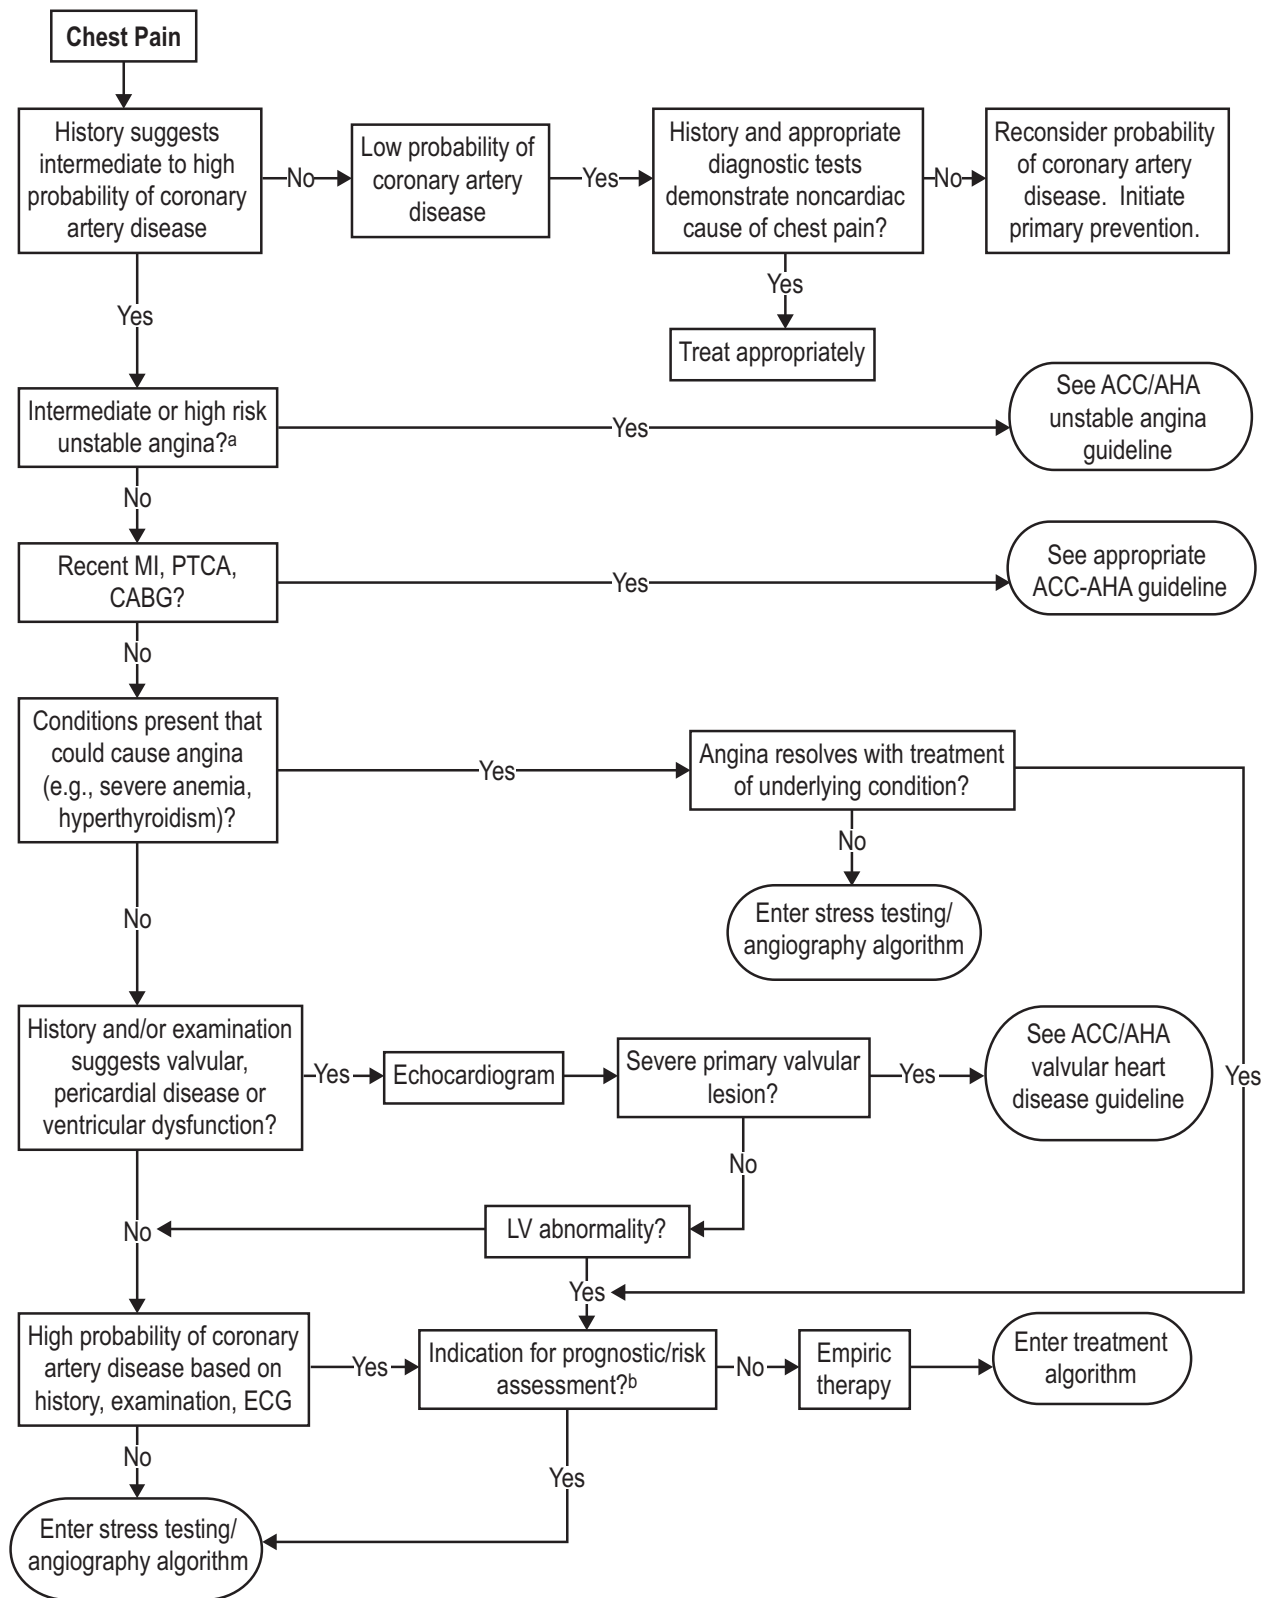 Chest Pain
History suggests
intermediate to high
probability of coronary
artery disease
No
Low probability of
coronary artery
disease
Yes
History and appropriate
diagnostic tests
demonstrate noncardiac
cause of chest pain?
No
Reconsider probability
of coronary artery
disease. Initiate
primary prevention.
Yes
Treat appropriately
Yes
Intermediate or high risk
unstable angina?a
Yes
See ACC/AHA
unstable angina
guideline
No
Recent MI, PTCA,
CABG?
Yes
See appropriate
ACC-AHA guideline
No
Conditions present that
could cause angina
(e.g., severe anemia,
hyperthyroidism)?
Yes
Angina resolves with treatment
of underlying condition?
No
Enter stress testing/
angiography algorithm
Yes
No
History and/or examination
suggests valvular,
pericardial disease or
ventricular dysfunction?
Yes
Echocardiogram
Severe primary valvular
lesion?
Yes
See ACC/AHA
valvular heart
disease guideline
No
LV abnormality?
No
Yes
High probability of coronary
artery disease based on
history, examination, ECG
Yes
Indication for prognostic/risk
assessment?b
No
Empiric
therapy
Enter treatment
algorithm
No
Yes
Enter stress testing/
angiography algorithm